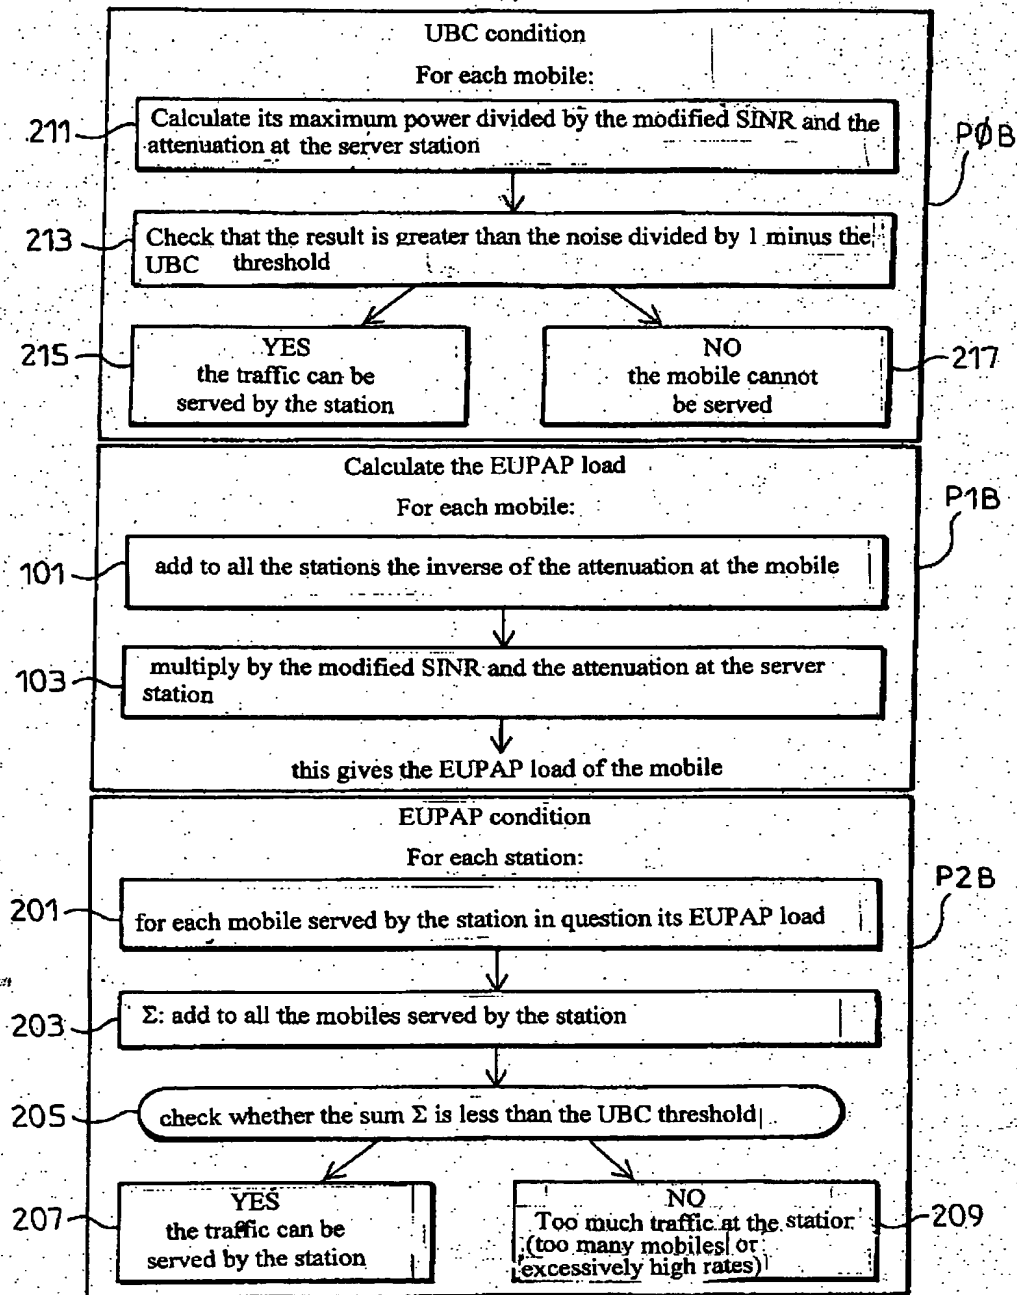 UBC condition
For each mobile:
211
Calculate its maximum power divided by the modified SINR and the
attenuation at the server station
PØB
213
Check that the result is greater than the noise divided by 1 minus the
UBC threshold
215
YES
the traffic can be
served by the station
NO
the mobile cannot
be served
217
Calculate the EUPAP load
For each mobile:
P1B
101
add to all the stations the inverse of the attenuation at the mobile
103
multiply by the modified SINR and the attenuation at the server
station
this gives the EUPAP load of the mobile
EUPAP condition
For each station:
P2B
201
for each mobile served by the station in question its EUPAP load
203
Σ: add to all the mobiles served by the station
205
check whether the sum Σ is less than the UBC threshold
207
YES
the traffic can be
served by the station
NO
Too much traffic at the station
(too many mobiles or
excessively high rates)
209